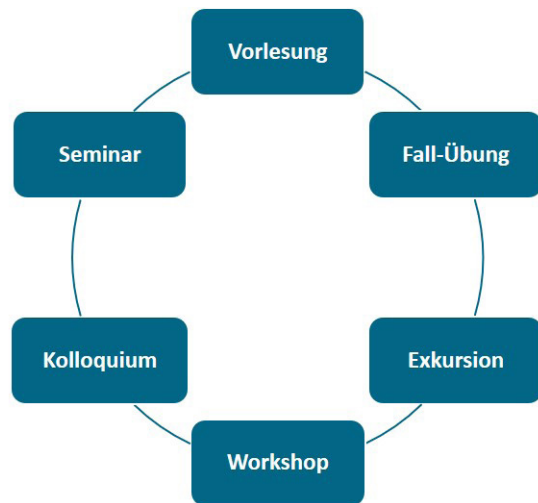 Vorlesung
Seminar
Fall-Übung
Kolloquium
Exkursion
Workshop